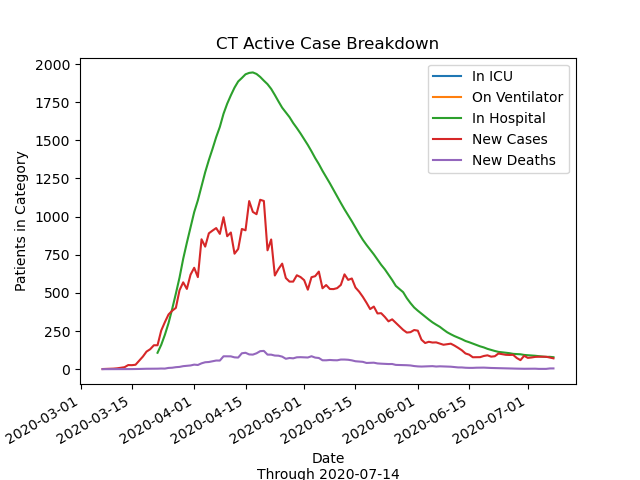 CT Active Case Breakdown
Patients in Category
2000
1750
1500
1250
1000
750
500
250
0
In ICU
On Ventilator
In Hospital
New Cases
New Deaths
2020-03-01
2020-03-15
2020-04-01
2020-04-15
2020-05-01
2020-05-15
2020-06-01
2020-06-15
2020-07-01
Date
Through 2020-07-14